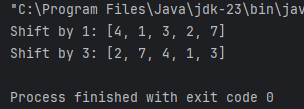 "C:\Program Files\Java\jdk-23\bin\jav
Shift by 1: [4, 1, 3, 2, 7]
Shift by 3: [2, 7, 4, 1, 3]
Process finished with exit code 0